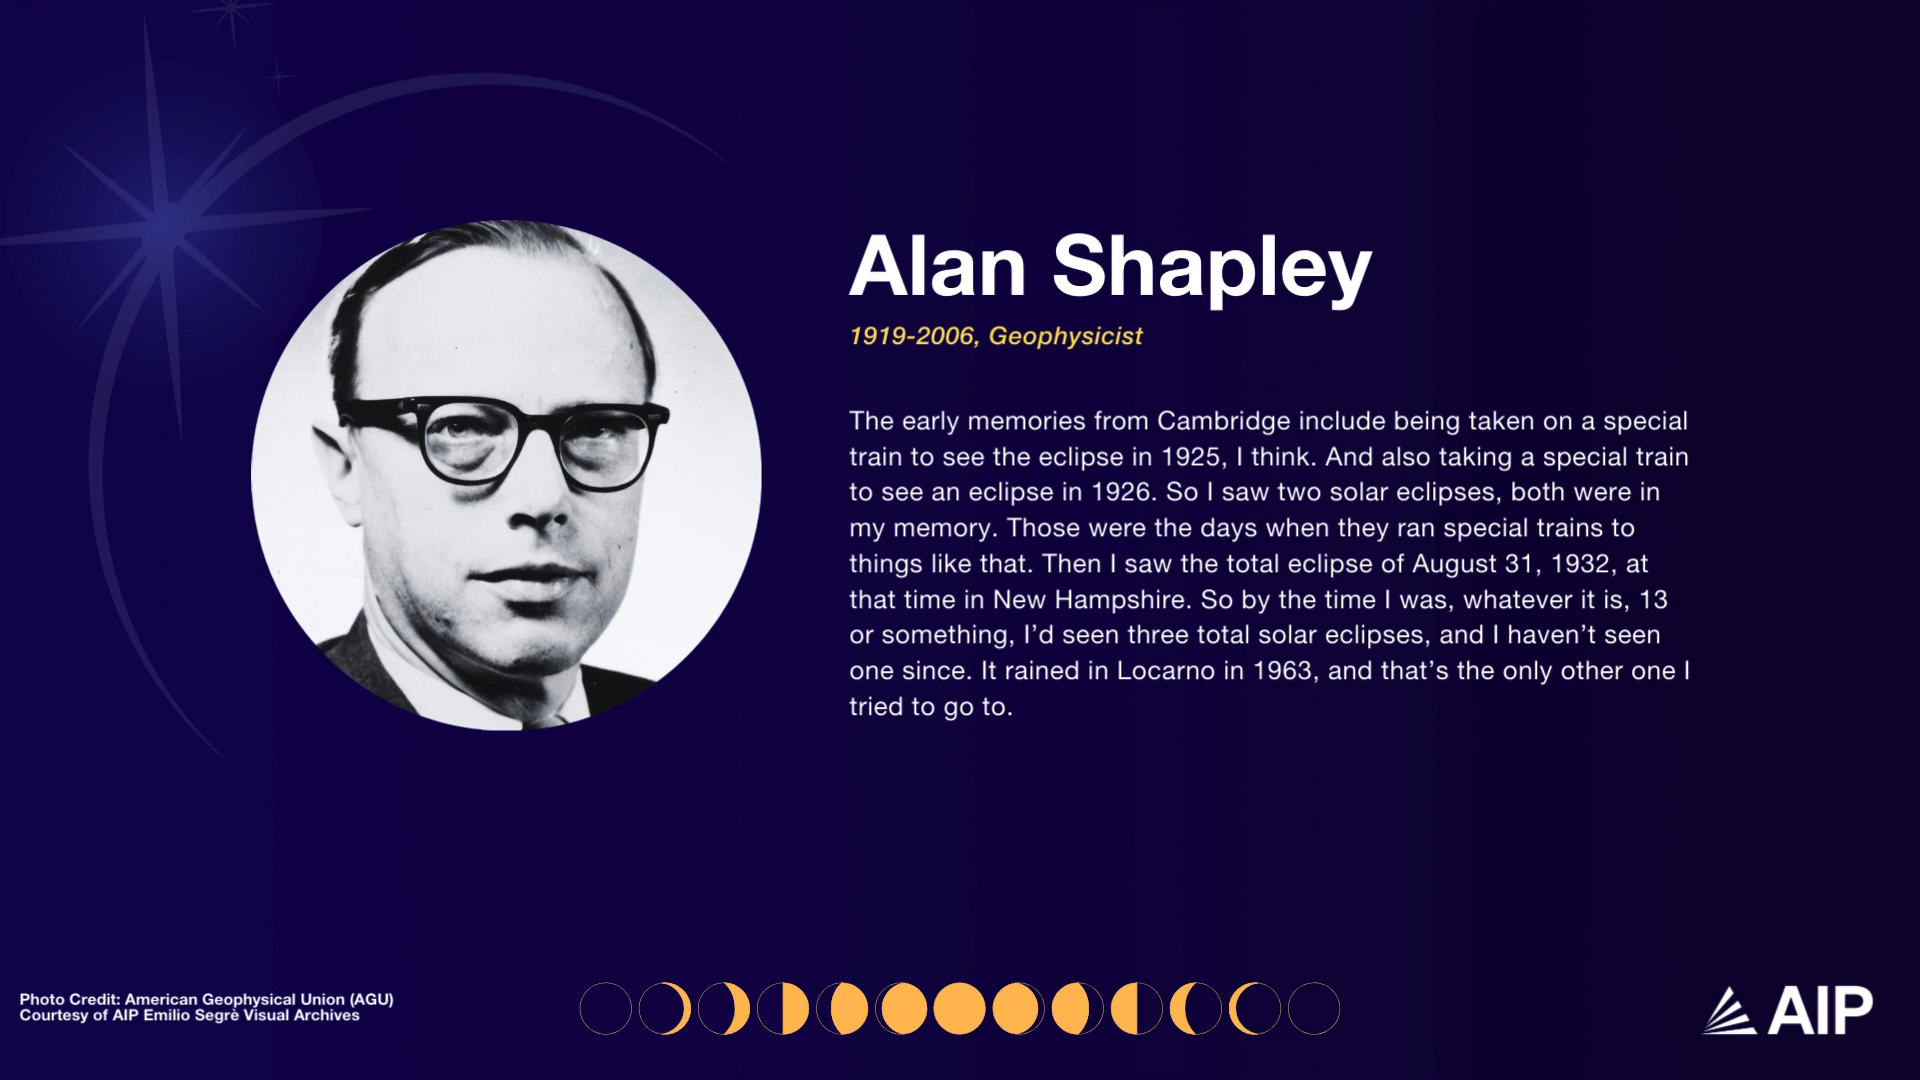 Alan Shapley
1919-2006, Geophysicist
The early memories from Cambridge include being taken on a special
train to see the eclipse in 1925, I think. And also taking a special train
to see an eclipse in 1926. So I saw two solar eclipses, both were in
my memory. Those were the days when they ran special trains to
things like that. Then I saw the total eclipse of August 31, 1932, at
that time in New Hampshire. So by the time I was, whatever it is, 13
or something, I’d seen three total solar eclipses, and I haven’t seen
one since. It rained in Locarno in 1963, and that’s the only other one I
tried to go to.
Photo Credit: American Geophysical Union (AGU)
Courtesy of AIP Emilio Segrè Visual Archives
AIP